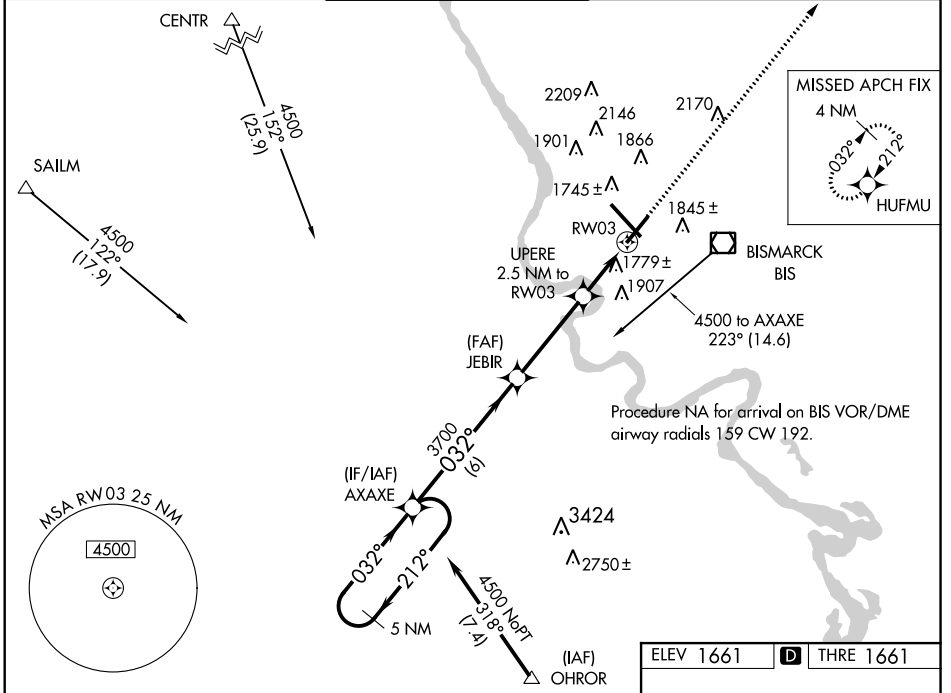 CENTR
4500
152°
(25.9)
SAILM
4500
122°
(17.9)
2209
2146
2170
1901
1866
1745 ±
1845 ±
RW03
UPERE
2.5 NM to
RW03
1779 ±
1907
BISMARCK
BIS
4500 to AXAXE
223° (14.6)
MISSED APCH FIX
4 NM
032°
212°
HUFMU
(FAF)
JEBIR
Procedure NA for arrival on BIS VOR/DME
airway radials 159 CW 192.
3700
032°
(6)
(IF/IAF)
AXAXE
MSA RW03 25 NM
4500
032°
212°
5 NM
3424
2750 ±
4500 NoPT
318°
(7.4)
(IAF)
OHROR
ELEV 1661 D THRE 1661